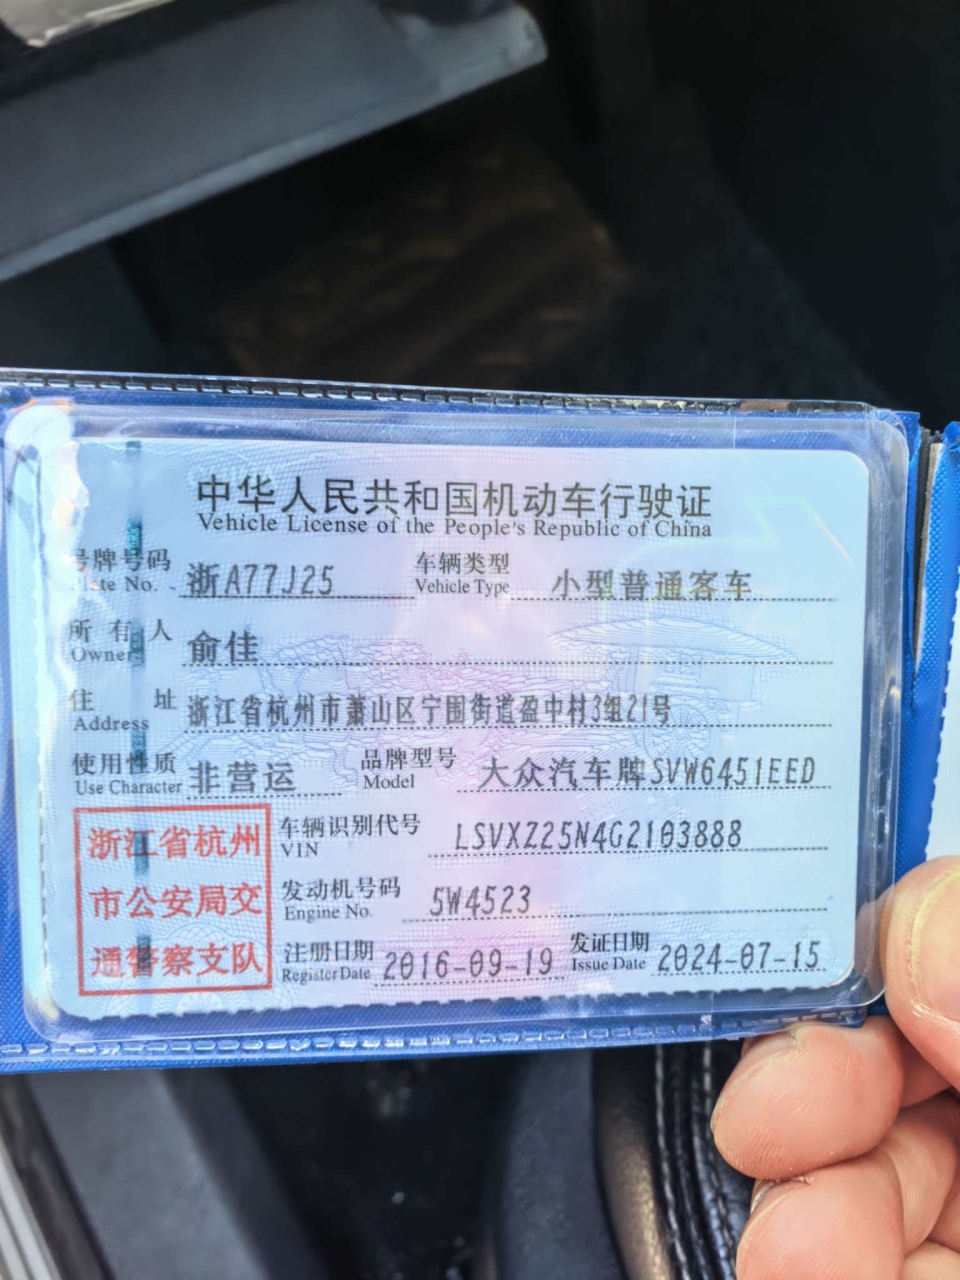 中华人民共和国机动车行驶证
Vehicle License of the People's Republic of China
号牌号码 浙A77J25 车辆类型 小型普通客车
Plate No. Vehicle Type
所有人 俞佳
Owner
住址 浙江省杭州市萧山区宁围街道盈中村3组21号
Address
使用性质 非营运 品牌型号 大众汽车牌SVW6451EED
Use Character Model
浙江省杭州
市公安局交
通警察支队
车辆识别代号 LSVXZ25N4G2103888
VIN
发动机号码 5W4523
Engine No.
注册日期 2016-09-19 发证日期 2024-07-15
Register Date Issue Date